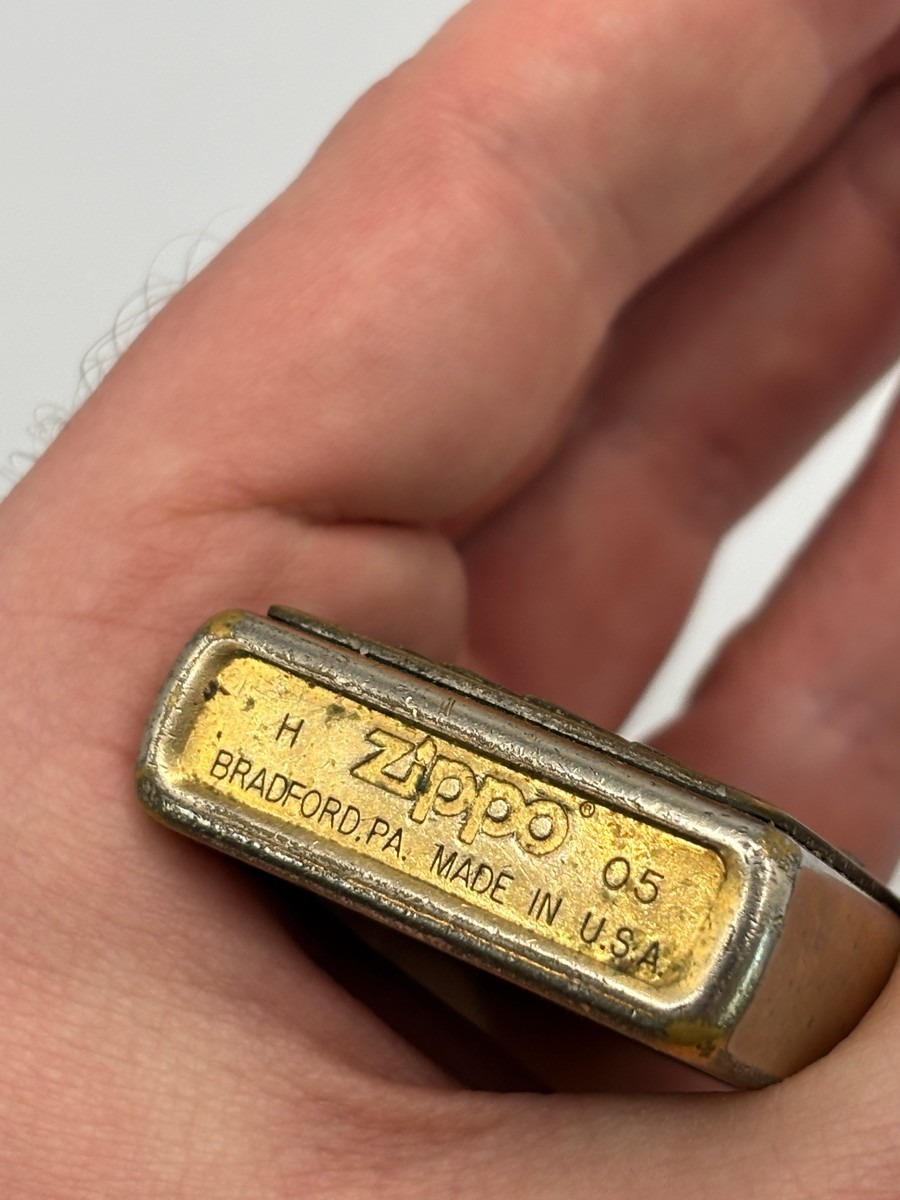 H zippo® 05
BRADFORD, PA. MADE IN U.S.A.